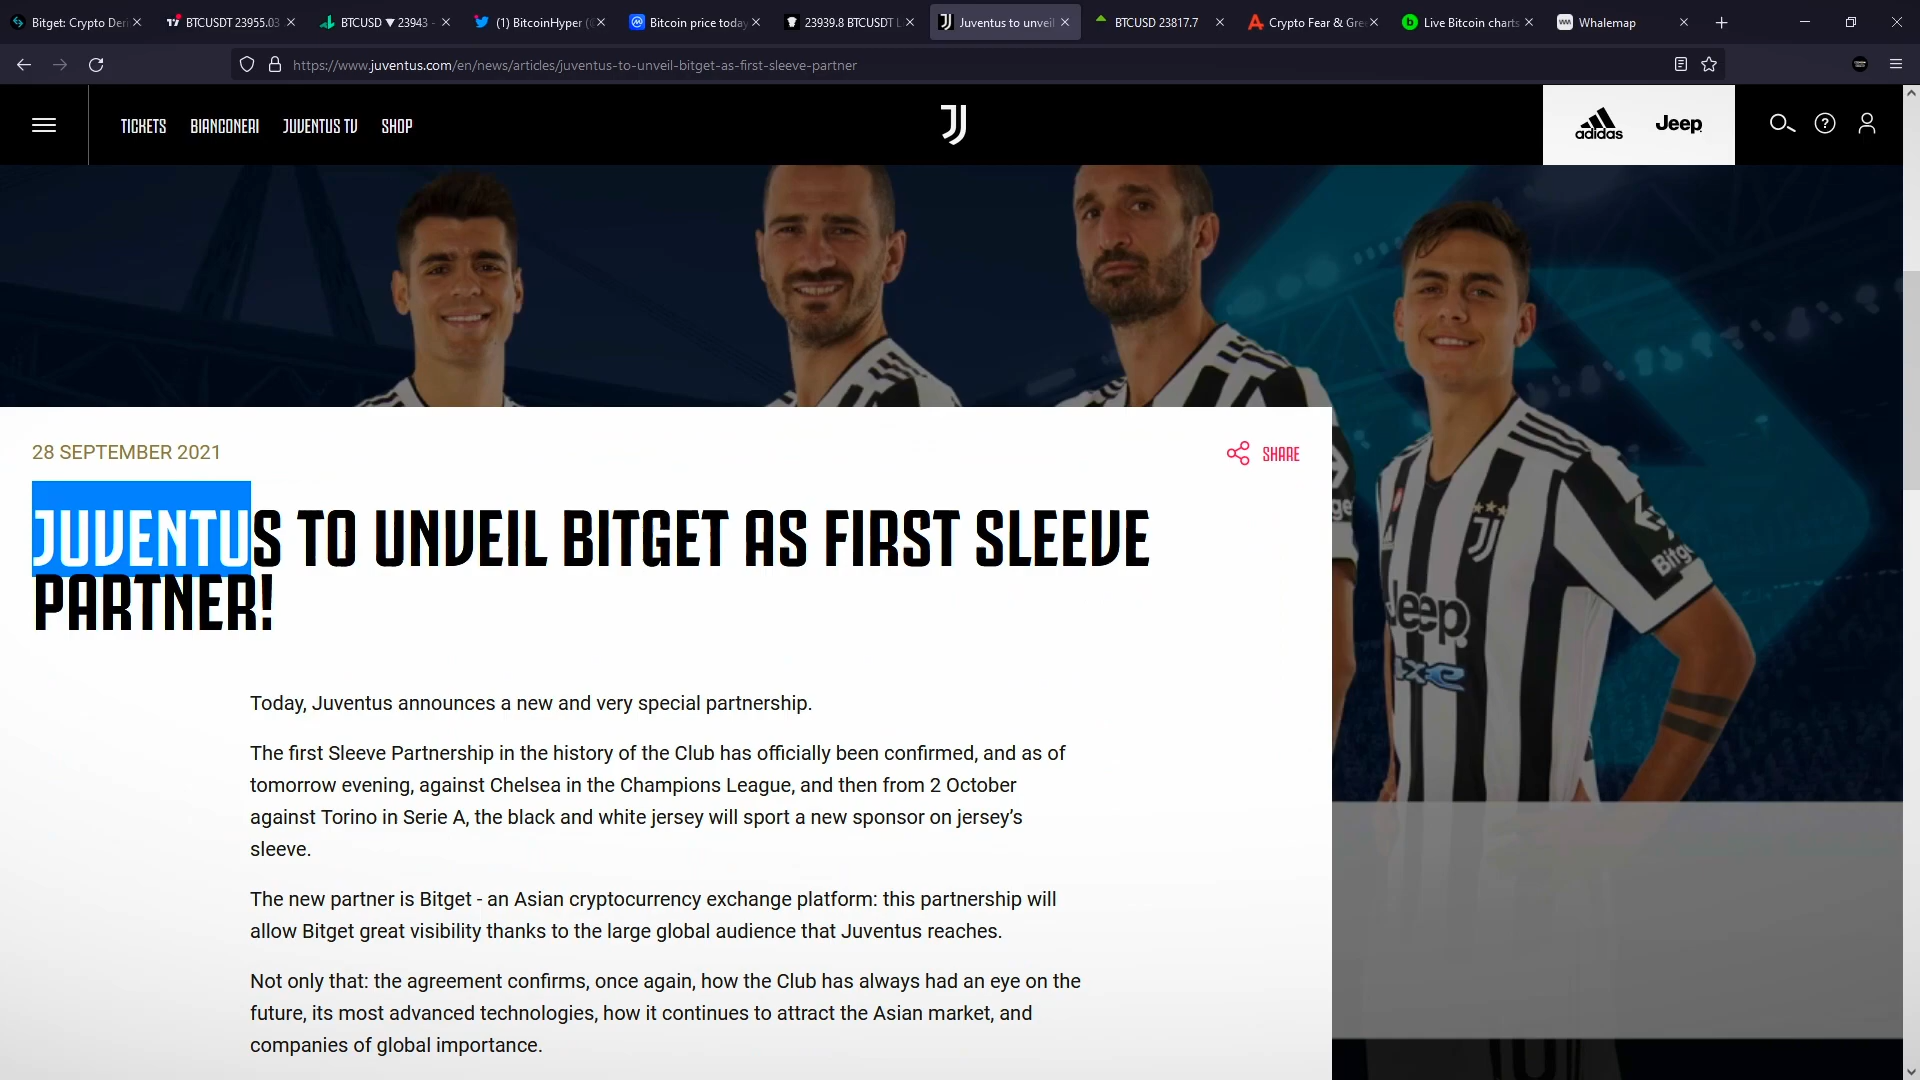 Bitget: Crypto Deri
BTCUSDT 23955.03
BTCUSD ▼ 23943 -
(1) BitcoinHyper (@
Bitcoin price today
23939.8 BTCUSDT L
Juventus to unveil
BTCUSD 23817.7
Crypto Fear & Gre
Live Bitcoin charts
Whalemap
https://www.juventus.com/en/news/articles/juventus-to-unveil-bitget-as-first-sleeve-partner
TICKETS
BIANCONERI
JUVENTUS TV
SHOP
adidas
Jeep
28 SEPTEMBER 2021
SHARE
JUVENTUS TO UNVEIL BITGET AS FIRST SLEEVE
PARTNER!
Today, Juventus announces a new and very special partnership.
The first Sleeve Partnership in the history of the Club has officially been confirmed, and as of
tomorrow evening, against Chelsea in the Champions League, and then from 2 October
against Torino in Serie A, the black and white jersey will sport a new sponsor on jersey’s
sleeve.
The new partner is Bitget - an Asian cryptocurrency exchange platform: this partnership will
allow Bitget great visibility thanks to the large global audience that Juventus reaches.
Not only that: the agreement confirms, once again, how the Club has always had an eye on the
future, its most advanced technologies, how it continues to attract the Asian market, and
companies of global importance.
Bitge
Jeep